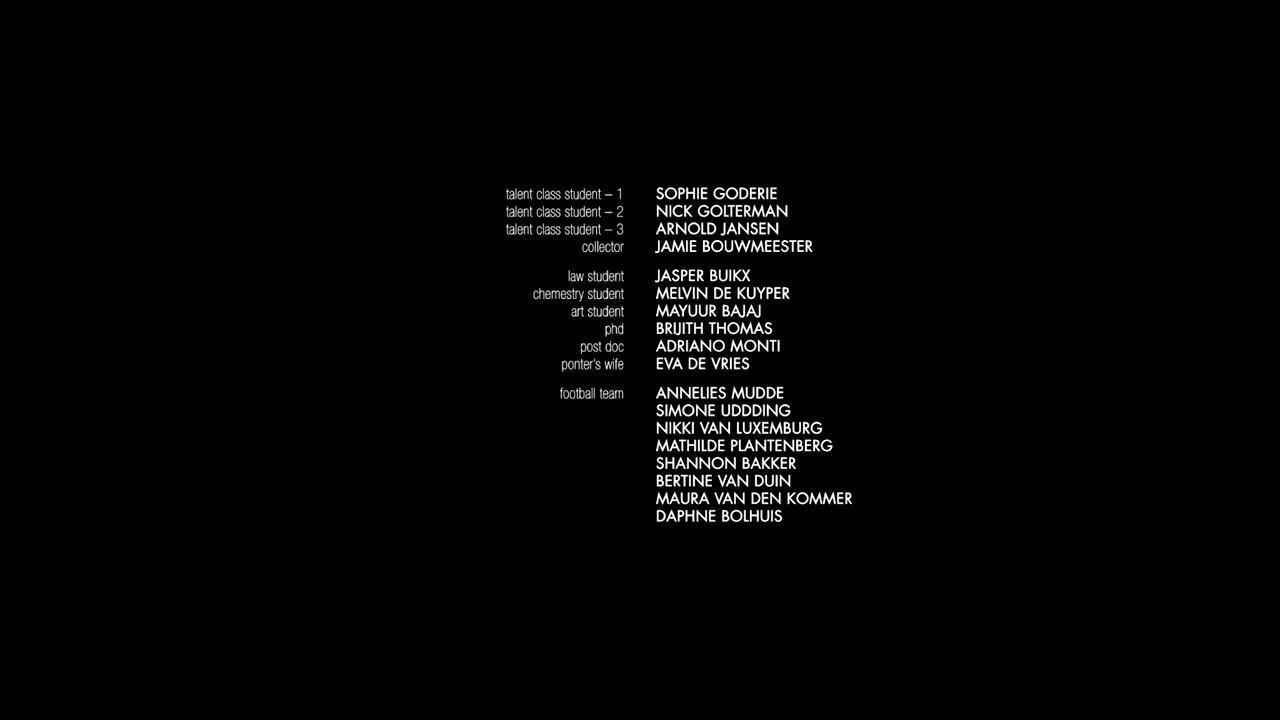 talent class student – 1 SOPHIE GODERIE
talent class student – 2 NICK GOLTERMAN
talent class student – 3 ARNOLD JANSEN
collector JAMIE BOUWMEESTER
law student JASPER BUIKX
chemestry student MELVIN DE KUYPER
art student MAYUUR BAJAJ
phd BRIJITH THOMAS
post doc ADRIANO MONTI
ponter's wife EVA DE VRIES
football team ANNELIES MUDDE
SIMONE UDDDING
NIKKI VAN LUXEMBURG
MATHILDE PLANTENBERG
SHANNON BAKKER
BERTINE VAN DUIN
MAURA VAN DEN KOMMER
DAPHNE BOLHUIS